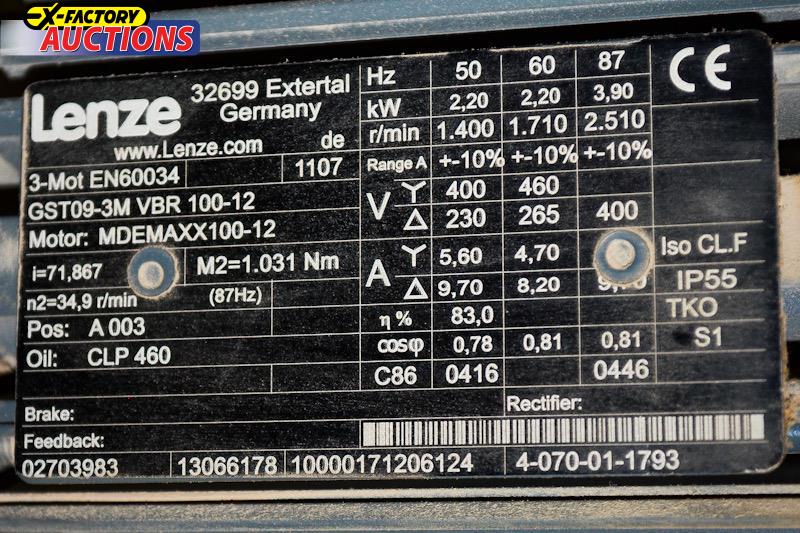 X-FACTORY
AUCTIONS
Lenze
32699 Extertal
Germany
www.Lenze.com de
3-Mot EN60034 1107
GST09-3M VBR 100-12
Motor: MDEMAXX100-12
i=71,867 M2=1.031 Nm
n2=34,9 r/min (87Hz)
Pos: A 003
Oil: CLP 460
Hz 50 60 87
kW 2,20 2,20 3,90
r/min 1.400 1.710 2.510
Range A +-10% +-10% +-10%
V 400 460
Δ 230 265 400
A 5,60 4,70
Δ 9,70 8,20
η % 83,0
cosφ 0,78 0,81 0,81
C86 0416 0446
CE
Iso CL.F
IP55
TKO
S1
Brake: Rectifier:
Feedback:
02703983 13066178 10000171206124 4-070-01-1793